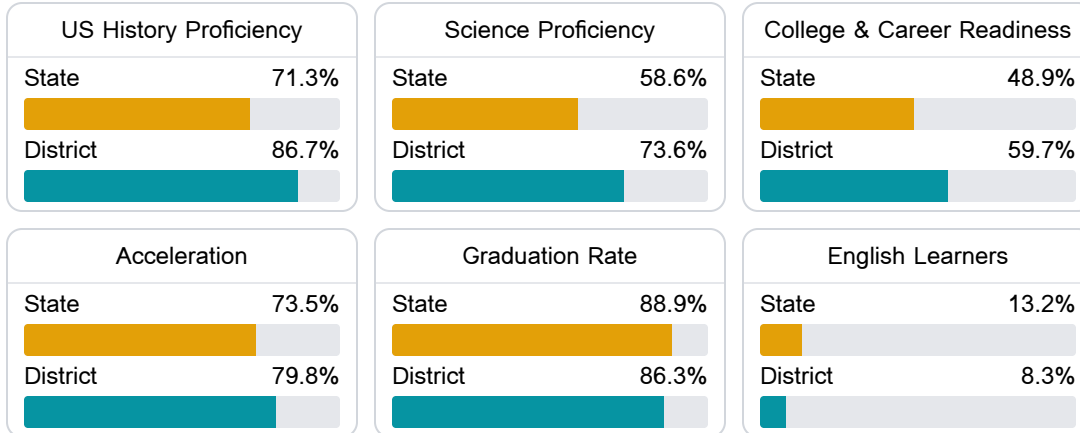 US History Proficiency
State 71.3%
District 86.7%
Science Proficiency
State 58.6%
District 73.6%
College & Career Readiness
State 48.9%
District 59.7%
Acceleration
State 73.5%
District 79.8%
Graduation Rate
State 88.9%
District 86.3%
English Learners
State 13.2%
District 8.3%